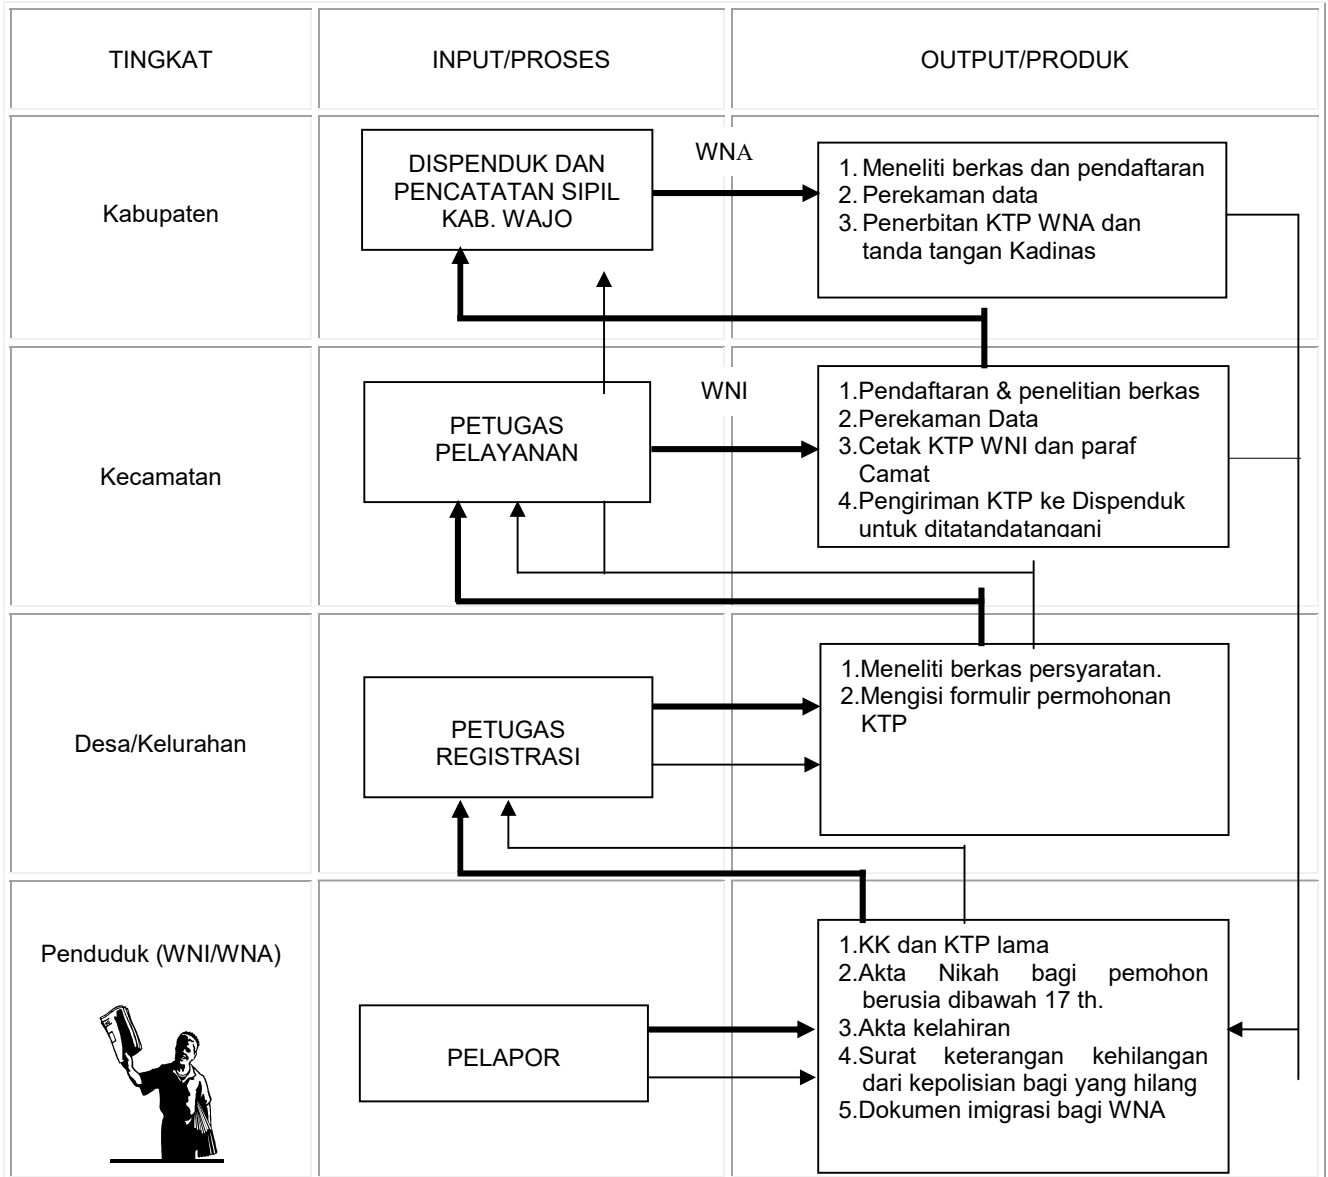 TINGKAT
INPUT/PROSES
OUTPUT/PRODUK
Kabupaten
DISPENDUK DAN
PENCATATAN SIPIL
KAB. WAJO
WNA
1. Meneliti berkas dan pendaftaran
2. Perekaman data
3. Penerbitan KTP WNA dan
tanda tangan Kadinas
Kecamatan
PETUGAS
PELAYANAN
WNI
1.Pendaftaran & penelitian berkas
2.Perekaman Data
3.Cetak KTP WNI dan paraf
Camat
4.Pengiriman KTP ke Dispenduk
untuk ditatandatangani
Desa/Kelurahan
PETUGAS
REGISTRASI
1.Meneliti berkas persyaratan.
2.Mengisi formulir permohonan
KTP
Penduduk (WNI/WNA)
PELAPOR
1.KK dan KTP lama
2.Akta Nikah bagi pemohon
berusia dibawah 17 th.
3.Akta kelahiran
4.Surat keterangan kehilangan
dari kepolisian bagi yang hilang
5.Dokumen imigrasi bagi WNA